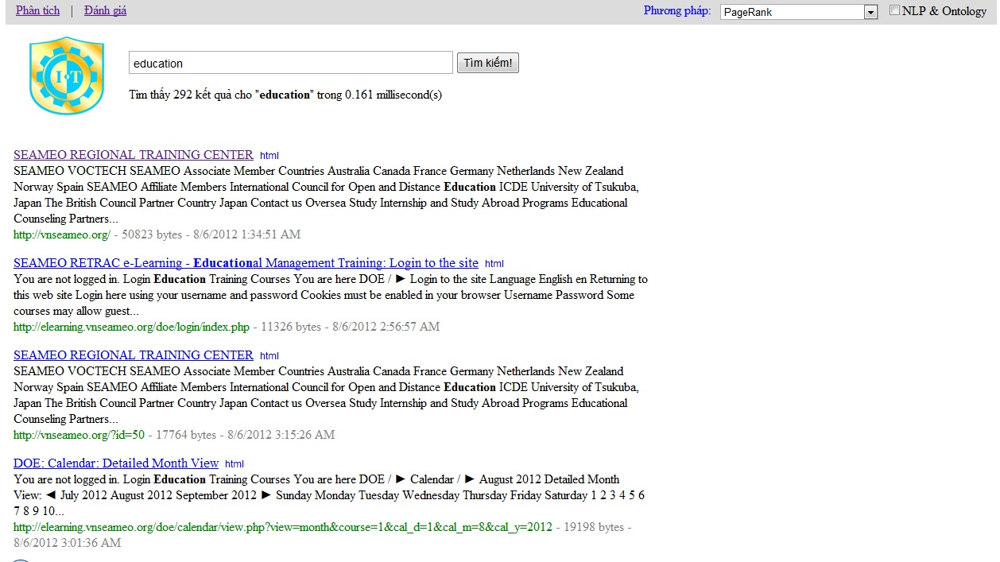 Phân tích | Đánh giá Phương pháp: PageRank NLP & Ontology
I T
education Tìm kiếm!
Tìm thấy 292 kết quả cho "education" trong 0.161 millisecond(s)
SEAMEO REGIONAL TRAINING CENTER html
SEAMEO VOCTECH SEAMEO Associate Member Countries Australia Canada France Germany Netherlands New Zealand
Norway Spain SEAMEO Affiliate Members International Council for Open and Distance Education ICDE University of Tsukuba,
Japan The British Council Partner Country Japan Contact us Oversea Study Internship and Study Abroad Programs Educational
Counseling Partners...
http://vnseameo.org/ - 50823 bytes - 8/6/2012 1:34:51 AM
SEAMEO RETRAC e-Learning - Educational Management Training: Login to the site html
You are not logged in. Login Education Training Courses You are here DOE / ► Login to the site Language English en Returning to
this web site Login here using your username and password Cookies must be enabled in your browser Username Password Some
courses may allow guest...
http://elearning.vnseameo.org/doe/login/index.php - 11326 bytes - 8/6/2012 2:56:57 AM
SEAMEO REGIONAL TRAINING CENTER html
SEAMEO VOCTECH SEAMEO Associate Member Countries Australia Canada France Germany Netherlands New Zealand
Norway Spain SEAMEO Affiliate Members International Council for Open and Distance Education ICDE University of Tsukuba,
Japan The British Council Partner Country Japan Contact us Oversea Study Internship and Study Abroad Programs Educational
Counseling Partners...
http://vnseameo.org/?id=50 - 17764 bytes - 8/6/2012 3:15:26 AM
DOE: Calendar: Detailed Month View html
You are not logged in. Login Education Training Courses You are here DOE / ► Calendar / ► August 2012 Detailed Month
View: ◄ July 2012 August 2012 September 2012 ► Sunday Monday Tuesday Wednesday Thursday Friday Saturday 1 2 3 4 5 6
7 8 9 10...
http://elearning.vnseameo.org/doe/calendar/view.php?view=month&course=1&cal_d=1&cal_m=8&cal_y=2012 - 19198 bytes -
8/6/2012 3:01:36 AM